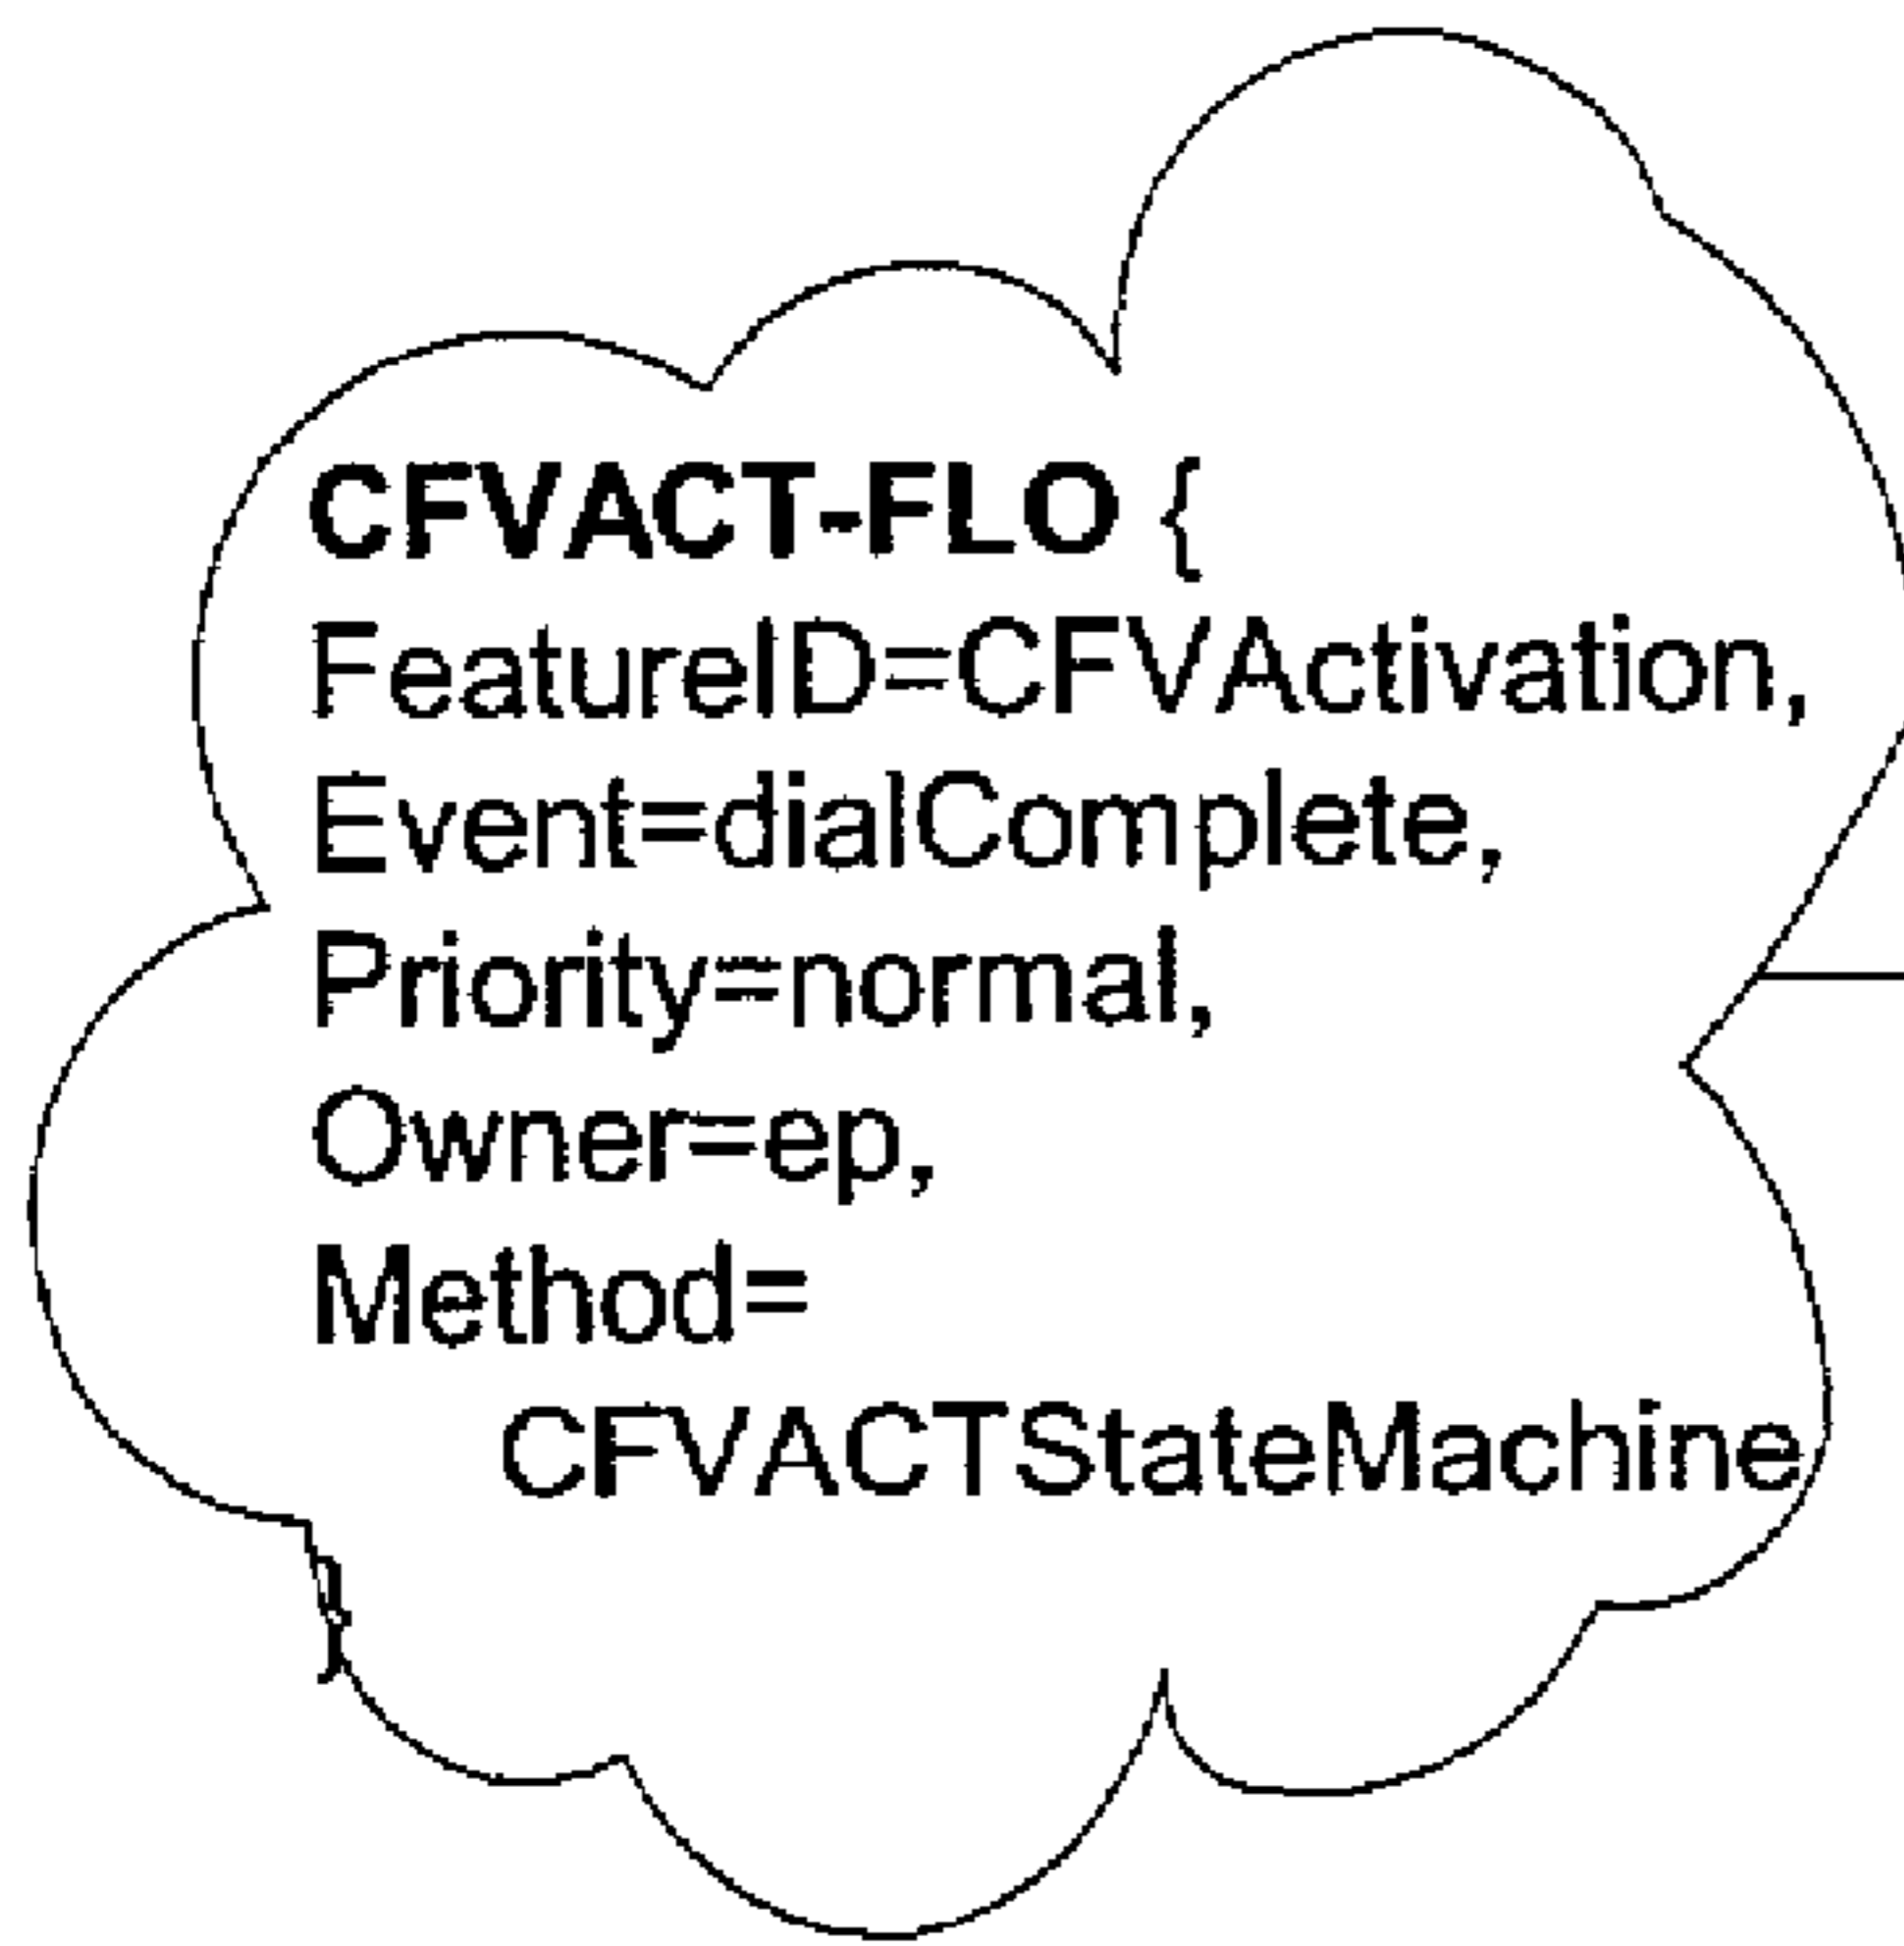 CFVACT-FLO {
FeatureID=CFVActivation,
Event=dialComplete,
Priority=normal,
Owner=ep,
Method=
CFVACTStateMachine
}